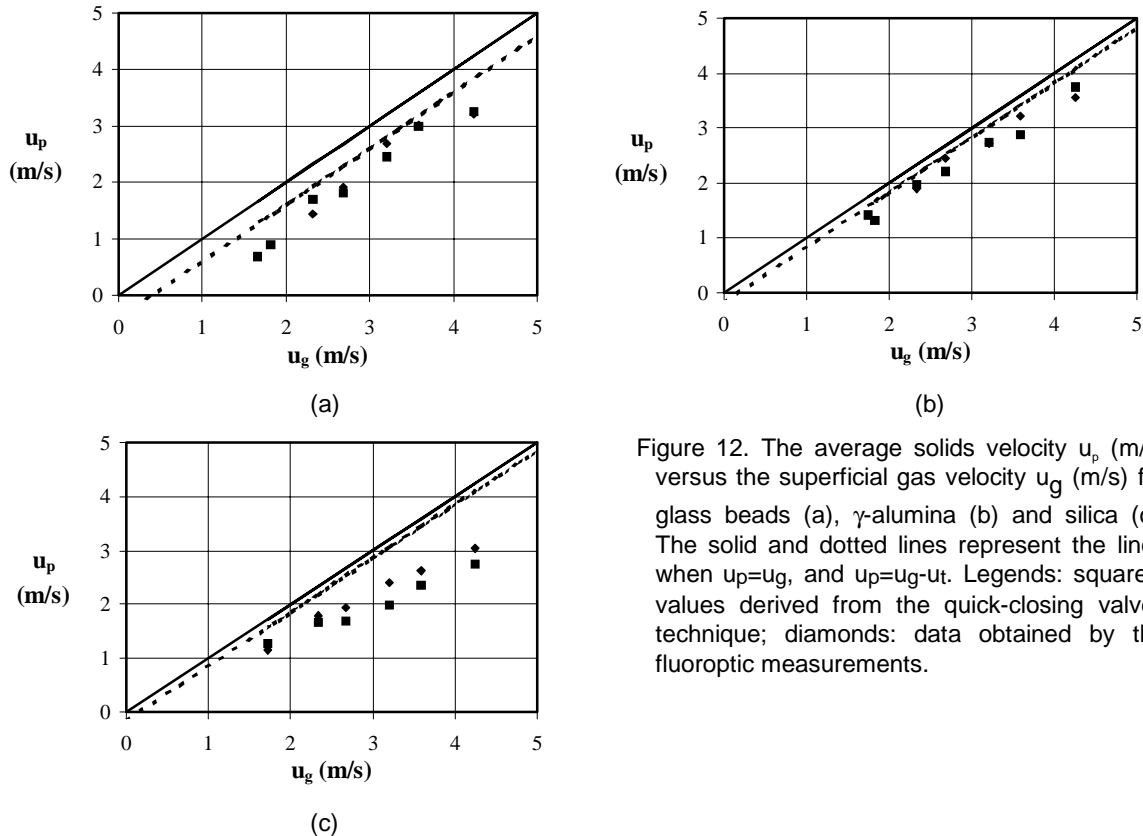 5
4
3
2
1
0
u_p
(m/s)
0 1 2 3 4 5
u_g (m/s)
(a)
5
4
3
2
1
0
u_p
(m/s)
0 1 2 3 4 5
u_g (m/s)
(b)
5
4
3
2
1
0
u_p
(m/s)
0 1 2 3 4 5
u_g (m/s)
(c)
Figure 12. The average solids velocity u_p (m/
versus the superficial gas velocity u_g (m/s) f
glass beads (a), γ-alumina (b) and silica (
The solid and dotted lines represent the line
when u_p=u_g, and u_p=u_g-u_t. Legends: square
values derived from the quick-closing valve
technique; diamonds: data obtained by th
fluoroptic measurements.